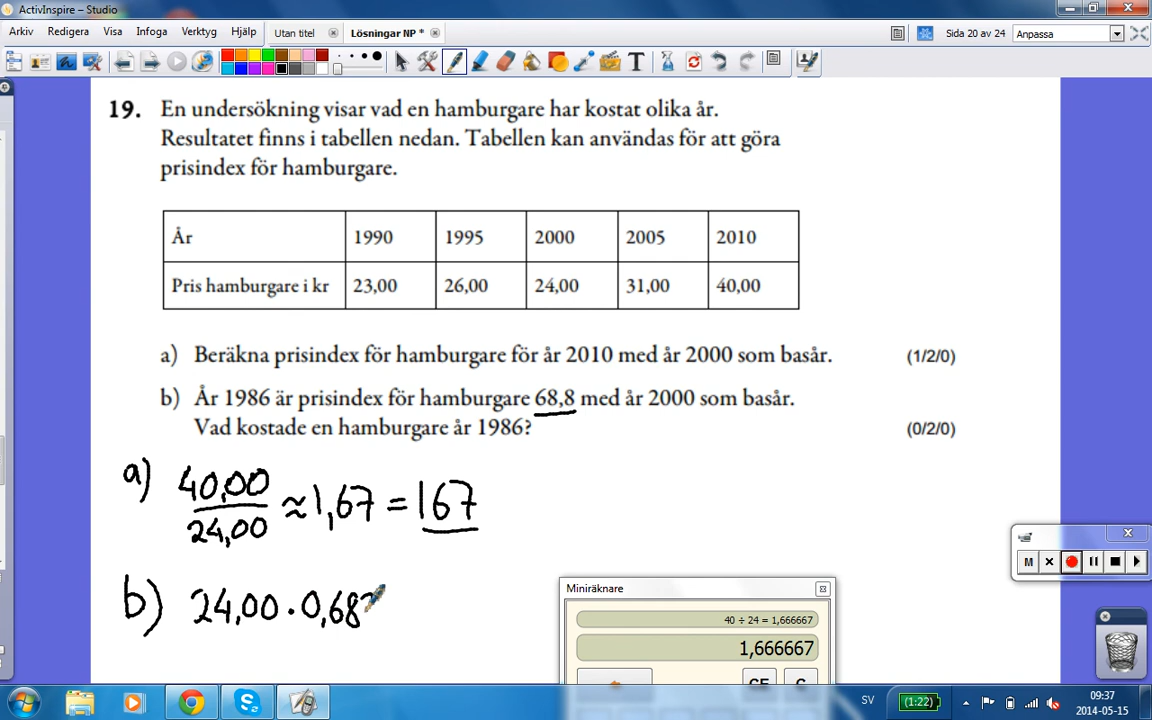 ActivInspire – Studio
Arkiv Redigera Visa Infoga Verktyg Hjälp Utan titel Lösningar NP * Sida 20 av 24 Anpassa
19. En undersökning visar vad en hamburgare har kostat olika år.
Resultatet finns i tabellen nedan. Tabellen kan användas för att göra
prisindex för hamburgare.
År 1990 1995 2000 2005 2010
Pris hamburgare i kr 23,00 26,00 24,00 31,00 40,00
a) Beräkna prisindex för hamburgare för år 2010 med år 2000 som basår. (1/2/0)
b) År 1986 är prisindex för hamburgare 68,8 med år 2000 som basår.
Vad kostade en hamburgare år 1986? (0/2/0)
a) 40,00
24,00 ≈ 1,67 = 167
M
b) 24,00 · 0,68
Miniräknare
40 ÷ 24 = 1,666667
1,666667
CE C
SV (1:22) 09:37
2014-05-15